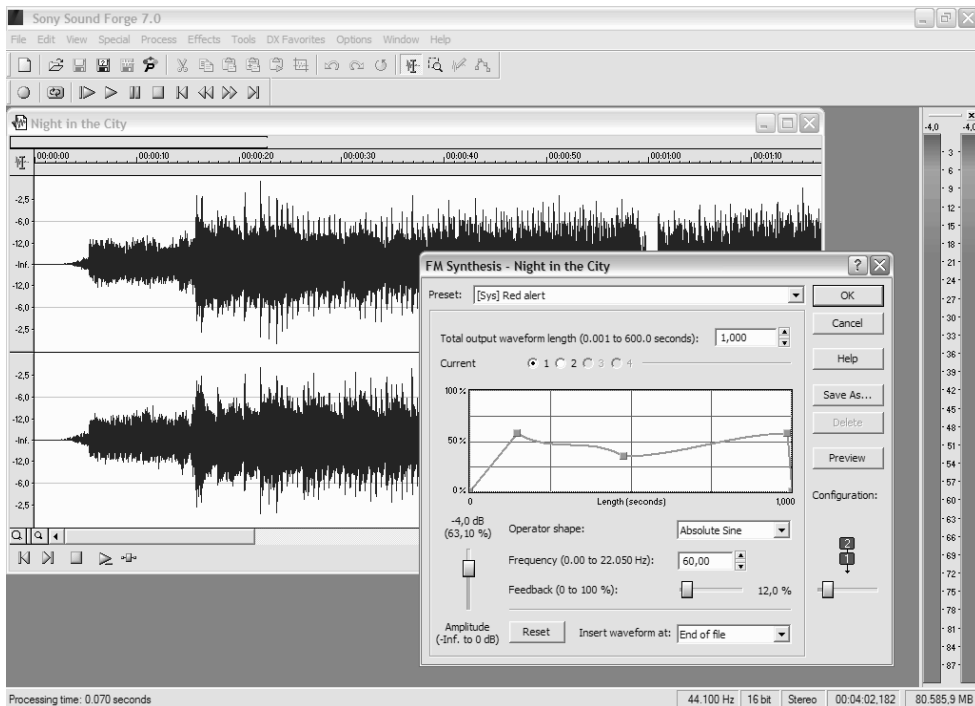 Sony Sound Forge 7.0
File Edit View Special Process Effects Tools DX Favorites Options Window Help
Night in the City
-4,0 -4,0
00:00:00 00:00:10 00:00:20 00:00:30 00:00:40 00:00:50 00:01:00 00:01:10
-2,5
-6,0
-12,0
-Inf.
-12,0
-6,0
-2,5
-2,5
-6,0
-12,0
-Inf.
-12,0
-6,0
-2,5
FM Synthesis - Night in the City
Preset: [Sys] Red alert
OK
Total output waveform length (0.001 to 600.0 seconds): 1,000
Cancel
Current 1 2 3 4
Help
100 %
Save As...
Delete
50 %
Preview
0 %
0 Length (seconds) 1,000
Configuration:
-4,0 dB
(63,10 %)
Operator shape: Absolute Sine
2
1
Frequency (0.00 to 22.050 Hz): 60,00
Feedback (0 to 100 %): 12,0 %
Amplitude
(-Inf. to 0 dB)
Reset
Insert waveform at: End of file
- 3 -
- 6 -
- 9 -
- 12 -
- 15 -
- 18 -
- 21 -
- 24 -
- 27 -
- 30 -
- 33 -
- 36 -
- 39 -
- 42 -
- 45 -
- 48 -
- 51 -
- 54 -
- 57 -
- 60 -
- 63 -
- 66 -
- 69 -
- 72 -
- 75 -
- 78 -
- 81 -
- 84 -
- 87 -
Processing time: 0.070 seconds
44.100 Hz 16 bit Stereo 00:04:02,182 80.585,9 MB